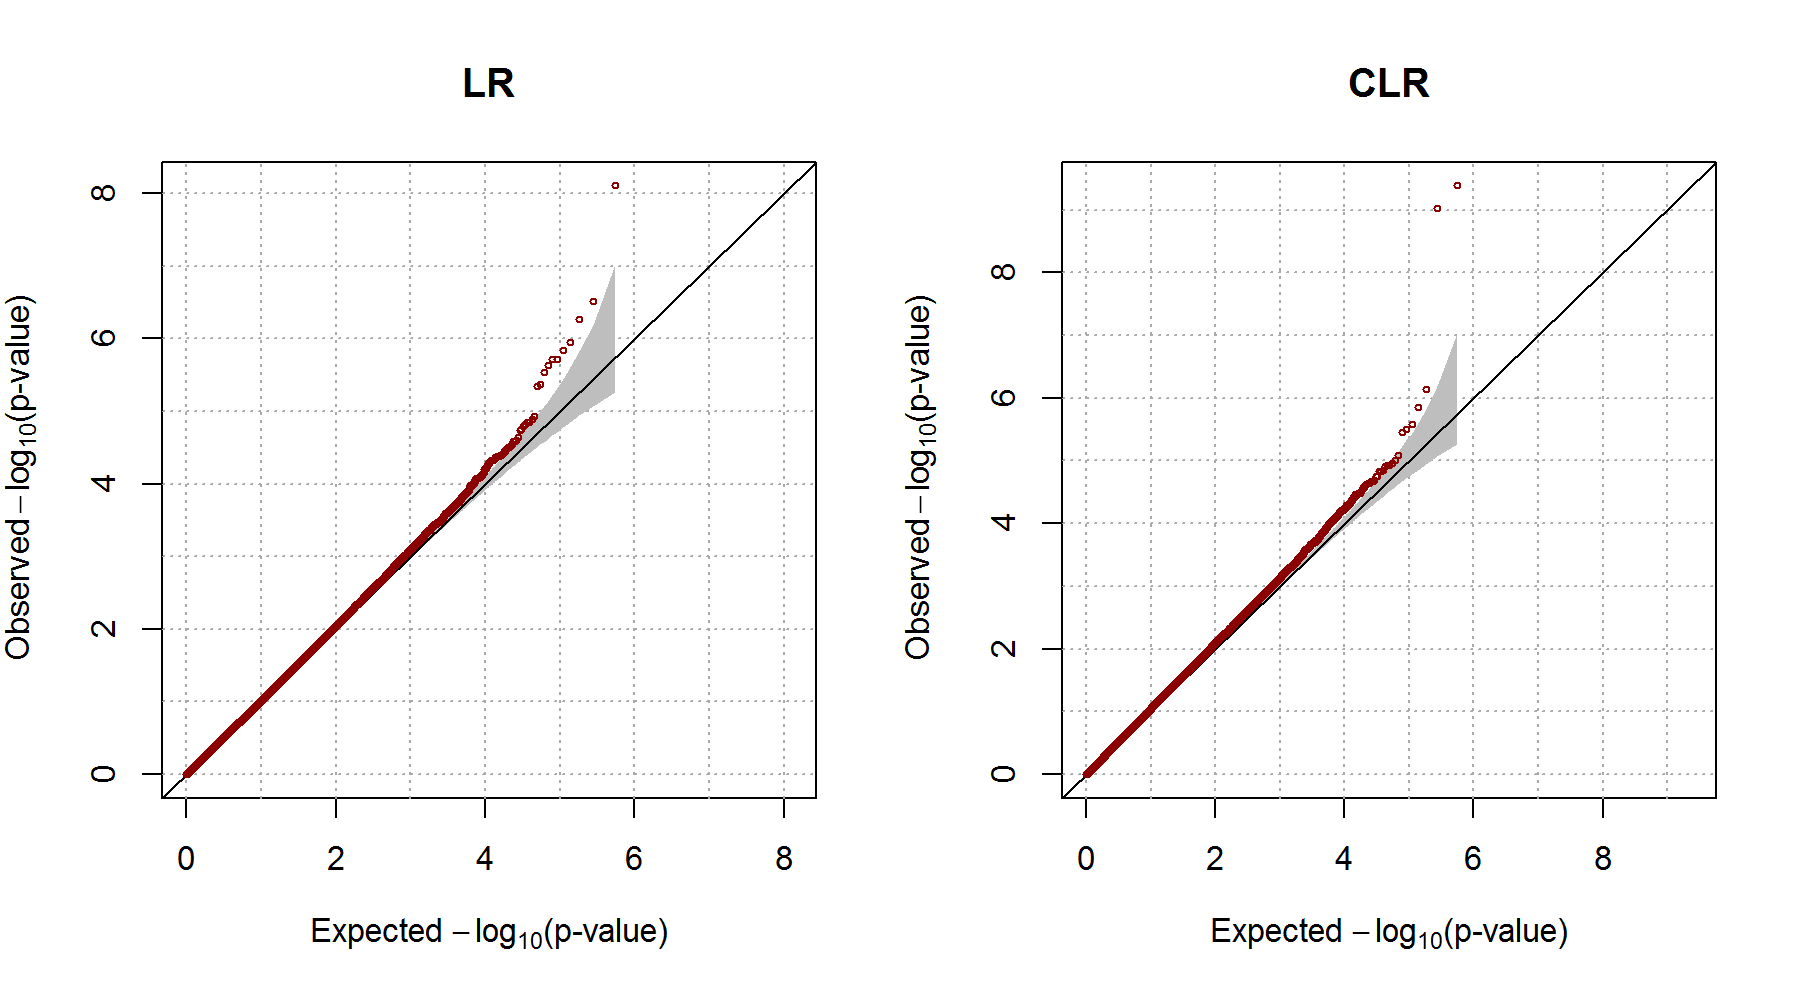 LR
Observed −log10(p-value)
0 2 4 6 8
0 2 4 6 8
Expected −log10(p-value)
CLR
Observed −log10(p-value)
0 2 4 6 8
0 2 4 6 8
Expected −log10(p-value)